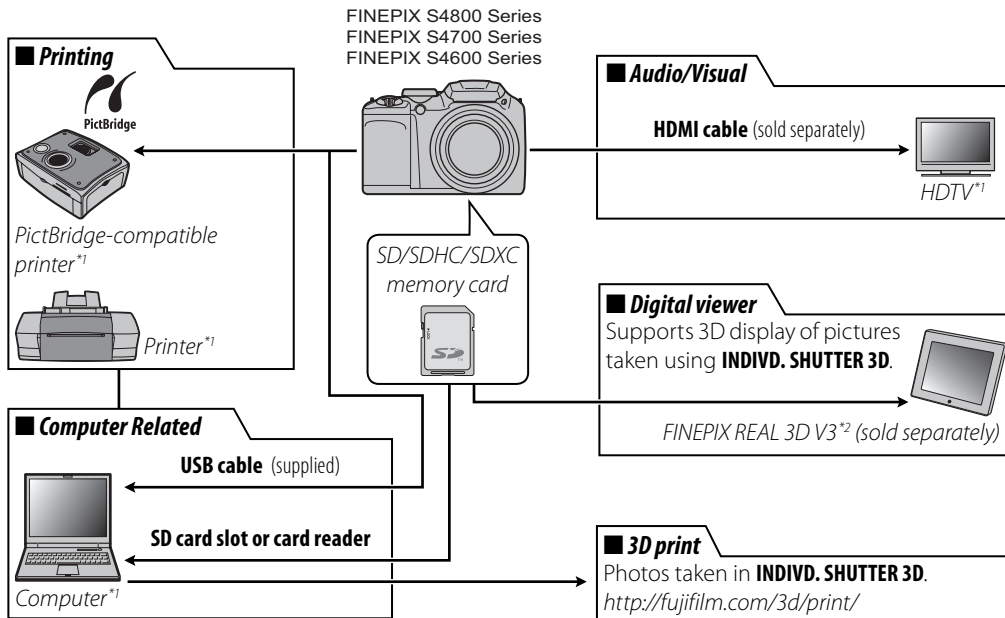 FINEPIX S4800 Series
FINEPIX S4700 Series
FINEPIX S4600 Series
■ Printing
PictBridge
PictBridge-compatible
printer*1
Printer*1
■ Audio/Visual
HDMI cable (sold separately)
HDTV*1
SD/SDHC/SDXC
memory card
SD
■ Digital viewer
Supports 3D display of pictures
taken using INDIVD. SHUTTER 3D.
FINEPIX REAL 3D V3*2 (sold separately)
■ Computer Related
USB cable (supplied)
SD card slot or card reader
Computer*1
■ 3D print
Photos taken in INDIVD. SHUTTER 3D.
http://fujifilm.com/3d/print/